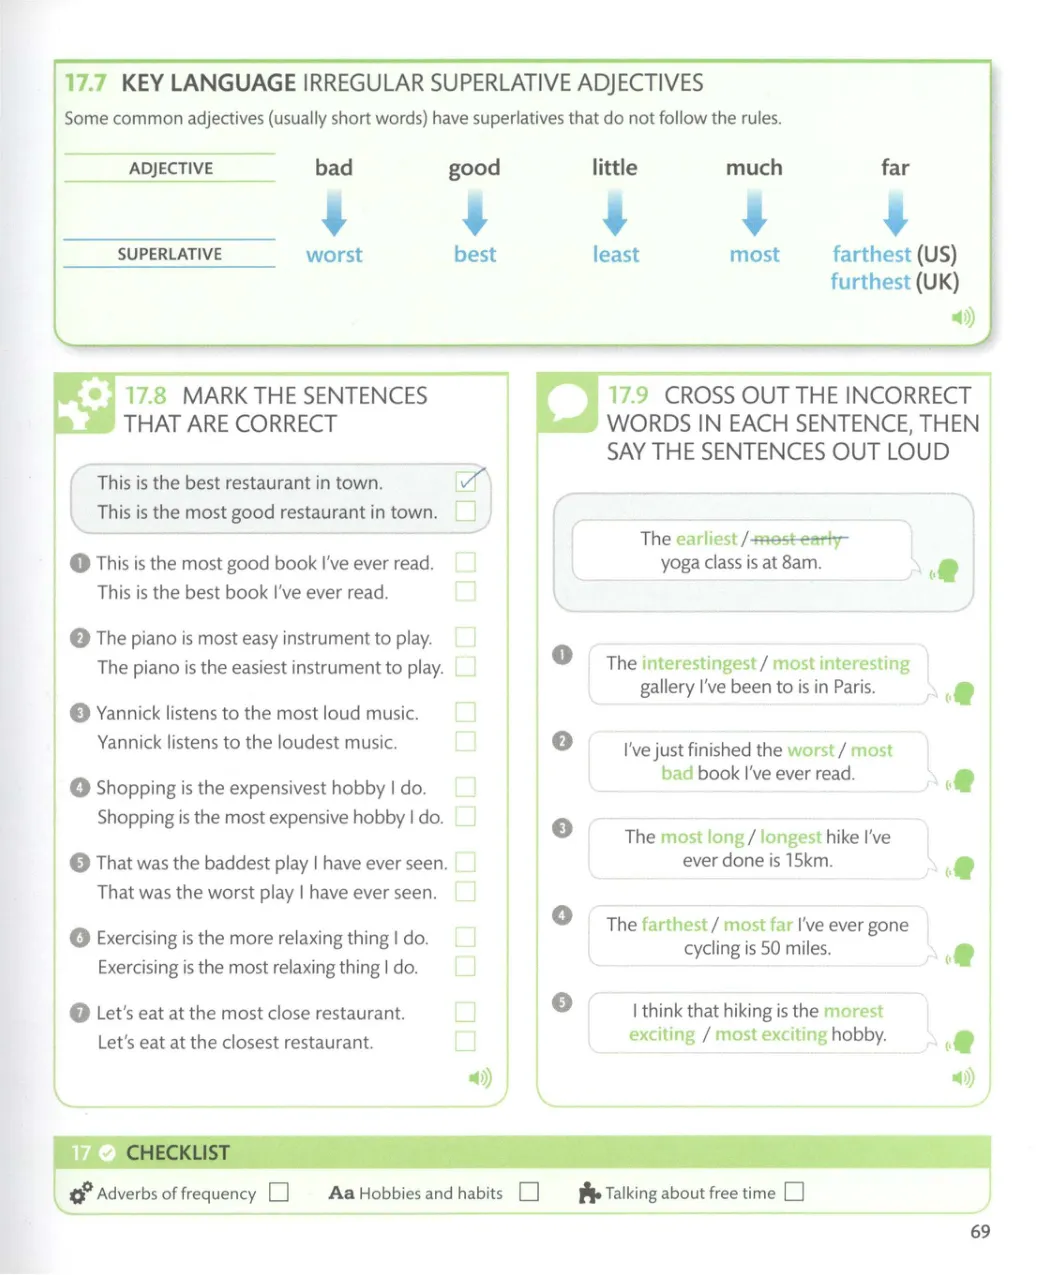 17.7 KEY LANGUAGE IRREGULAR SUPERLATIVE ADJECTIVES
Some common adjectives (usually short words) have superlatives that do not follow the rules.
ADJECTIVE bad good little much far
SUPERLATIVE worst best least most farthest (US)
furthest (UK)
17.8 MARK THE SENTENCES
THAT ARE CORRECT
This is the best restaurant in town.
This is the most good restaurant in town.
1 This is the most good book I've ever read.
This is the best book I've ever read.
2 The piano is most easy instrument to play.
The piano is the easiest instrument to play.
3 Yannick listens to the most loud music.
Yannick listens to the loudest music.
4 Shopping is the expensivest hobby I do.
Shopping is the most expensive hobby I do.
5 That was the baddest play I have ever seen.
That was the worst play I have ever seen.
6 Exercising is the more relaxing thing I do.
Exercising is the most relaxing thing I do.
7 Let's eat at the most close restaurant.
Let's eat at the closest restaurant.
17.9 CROSS OUT THE INCORRECT
WORDS IN EACH SENTENCE, THEN
SAY THE SENTENCES OUT LOUD
The earliest / most early
yoga class is at 8am.
1 The interestingest / most interesting
gallery I've been to is in Paris.
2 I've just finished the worst / most
bad book I've ever read.
3 The most long / longest hike I've
ever done is 15km.
4 The farthest / most far I've ever gone
cycling is 50 miles.
5 I think that hiking is the morest
exciting / most exciting hobby.
17 CHECKLIST
Adverbs of frequency Aa Hobbies and habits Talking about free time
69